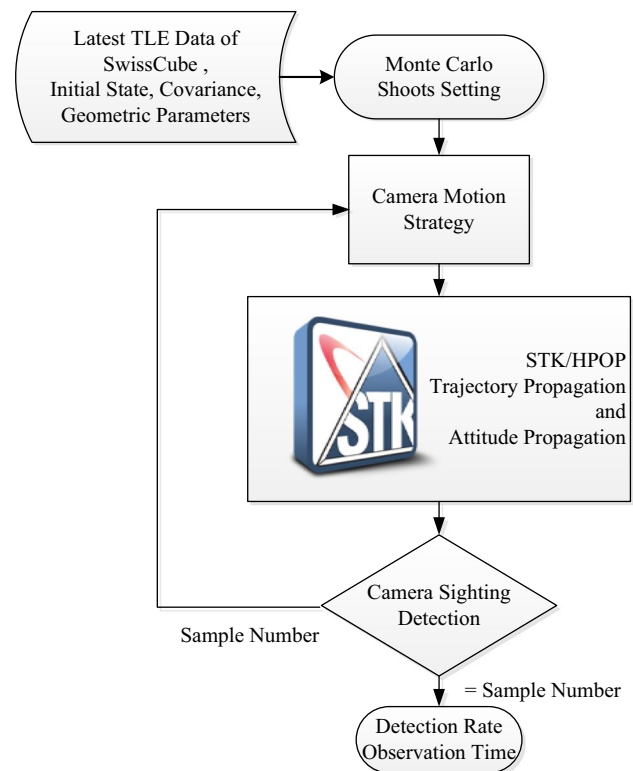 Latest TLE Data of
SwissCube ,
Initial State, Covariance,
Geometric Parameters
Monte Carlo
Shoots Setting
Camera Motion
Strategy
STK
STK/HPOP
Trajectory Propagation
and
Attitude Propagation
Camera Sighting
Detection
Sample Number
= Sample Number
Detection Rate
Observation Time